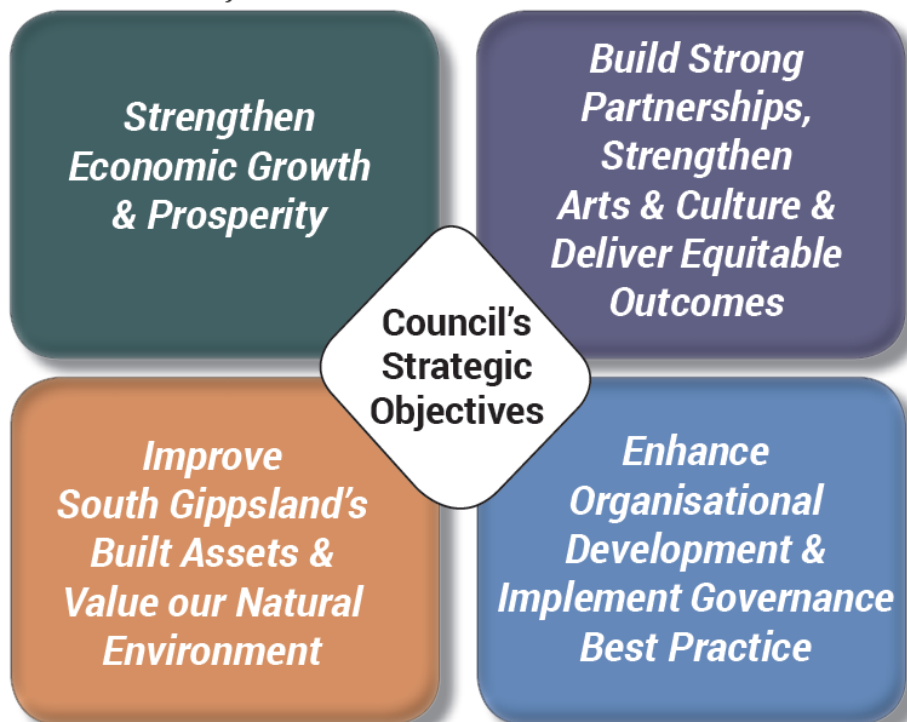 Strengthen
Economic Growth
& Prosperity
Build Strong
Partnerships,
Strengthen
Arts & Culture &
Deliver Equitable
Outcomes
Council's
Strategic
Objectives
Improve
South Gippsland's
Built Assets &
Value our Natural
Environment
Enhance
Organisational
Development &
Implement Governance
Best Practice